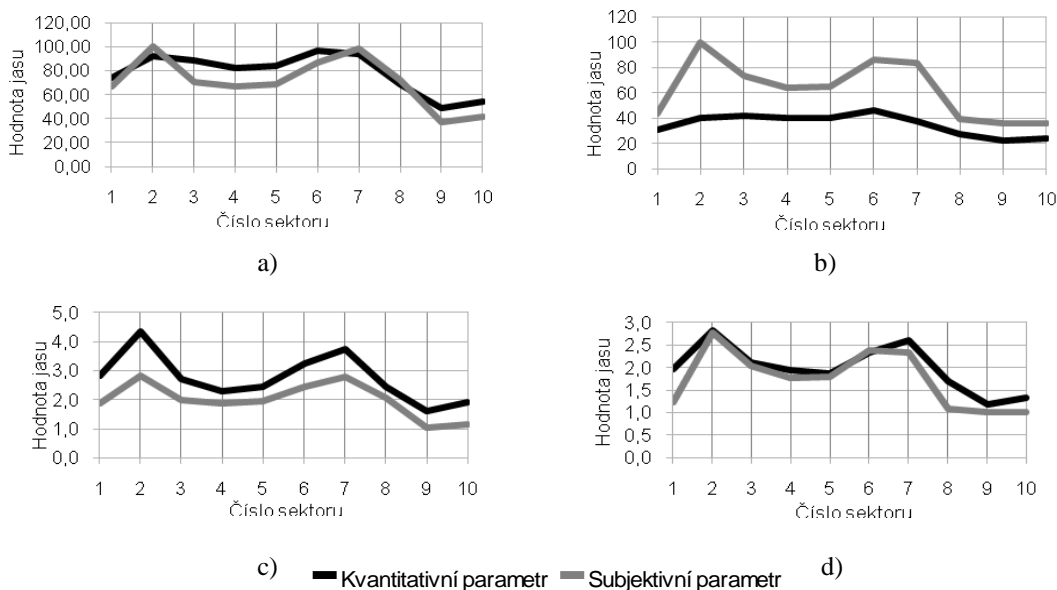 120,00
100,00
80,00
60,00
40,00
20,00
0,00
Hodnota jasu
1 2 3 4 5 6 7 8 9 10
Číslo sektoru
a)
120
100
80
60
40
20
0
Hodnota jasu
1 2 3 4 5 6 7 8 9 10
Číslo sektoru
b)
5,0
4,0
3,0
2,0
1,0
0,0
Hodnota jasu
1 2 3 4 5 6 7 8 9 10
Číslo sektoru
c)
3,0
2,5
2,0
1,5
1,0
0,5
0,0
Hodnota jasu
1 2 3 4 5 6 7 8 9 10
Číslo sektoru
d)
Kvantitativní parametr Subjektivní parametr